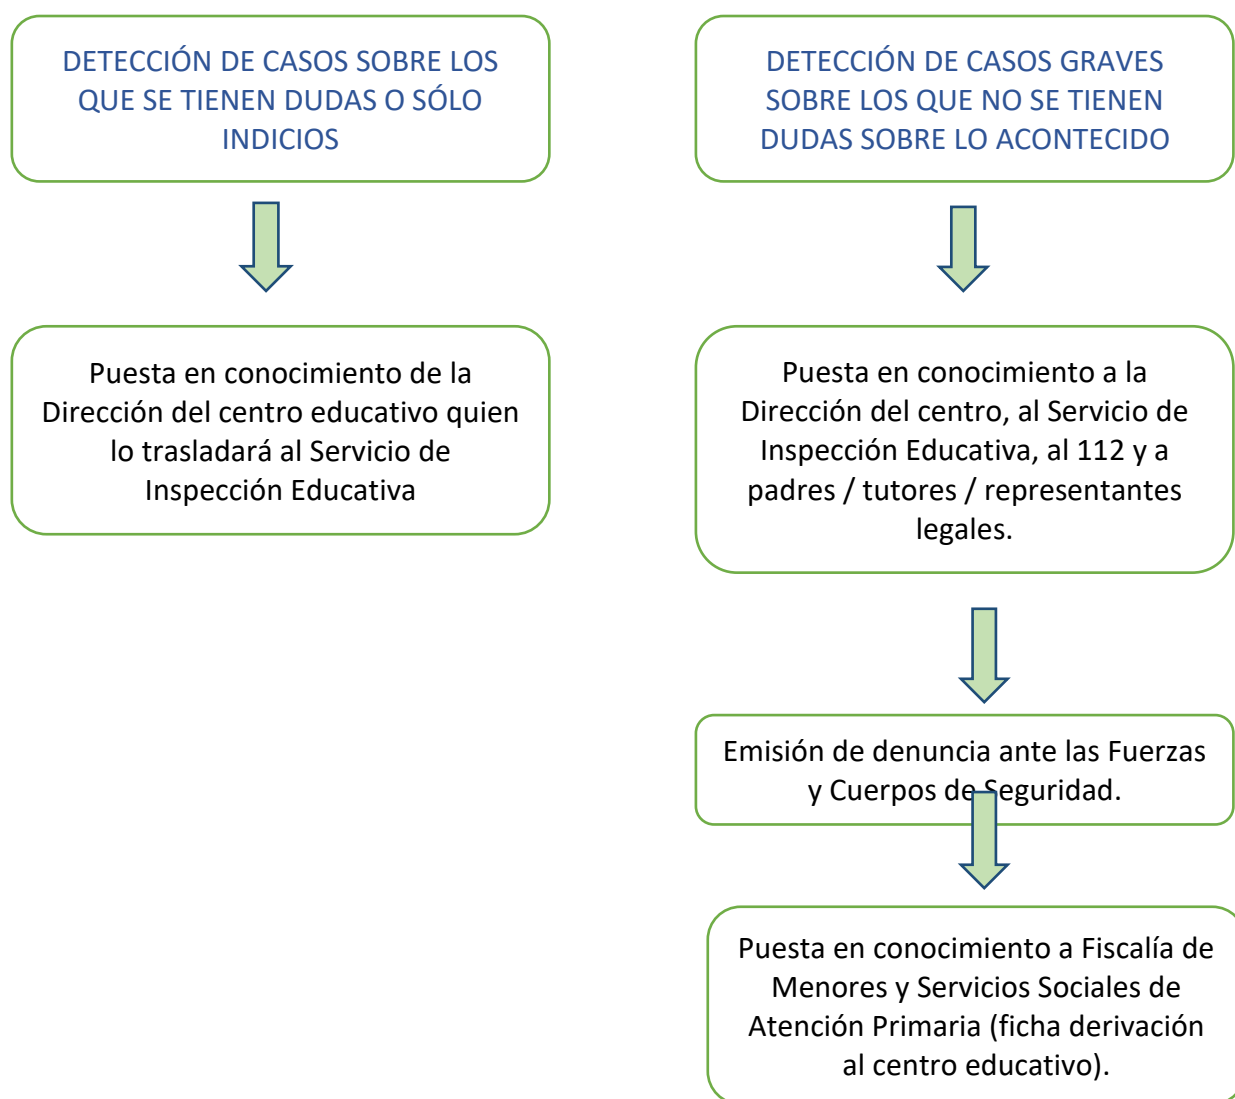 DETECCIÓN DE CASOS SOBRE LOS
QUE SE TIENEN DUDAS O SÓLO
INDICIOS
Puesta en conocimiento de la
Dirección del centro educativo quien
lo trasladará al Servicio de
Inspección Educativa
DETECCIÓN DE CASOS GRAVES
SOBRE LOS QUE NO SE TIENEN
DUDAS SOBRE LO ACONTECIDO
Puesta en conocimiento a la
Dirección del centro, al Servicio de
Inspección Educativa, al 112 y a
padres / tutores / representantes
legales.
Emisión de denuncia ante las Fuerzas
y Cuerpos de Seguridad.
Puesta en conocimiento a Fiscalía de
Menores y Servicios Sociales de
Atención Primaria (ficha derivación
al centro educativo).